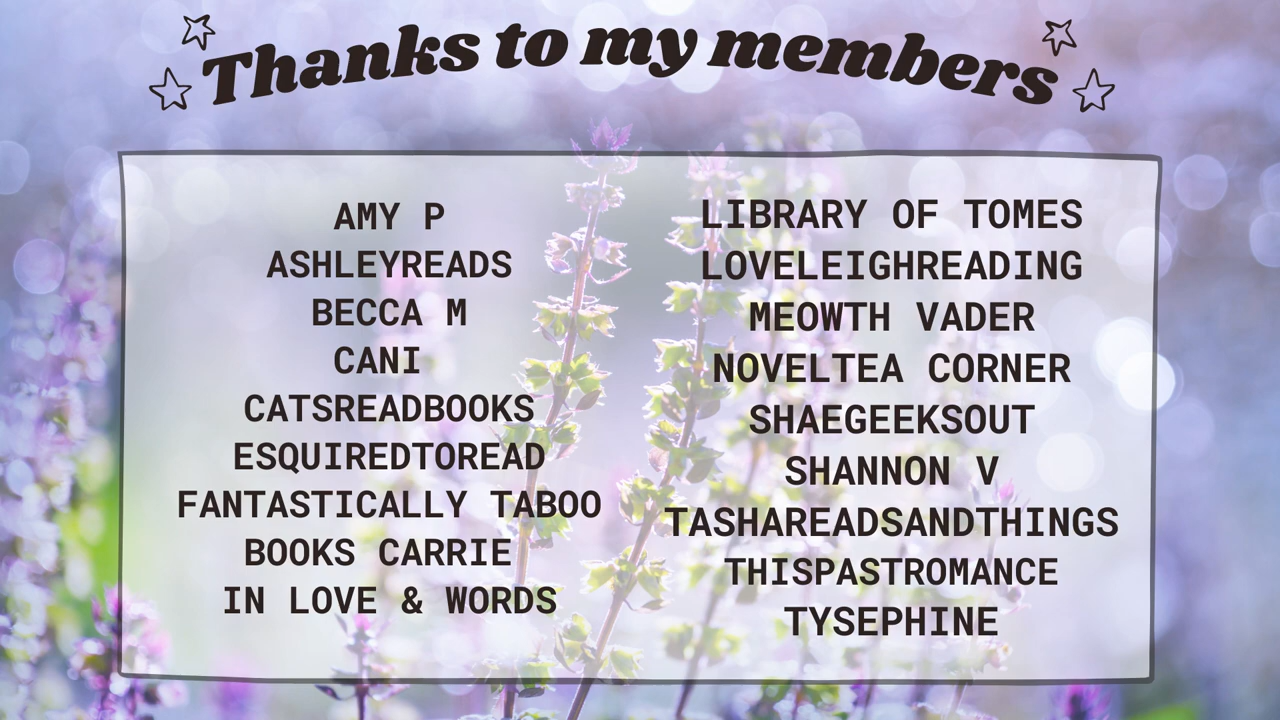 Thanks to my members
AMY P
ASHLEYREADS
BECCA M
CANI
CATSREADBOOKS
ESQUIREDTOREAD
FANTASTICALLY TABOO
BOOKS CARRIE
IN LOVE & WORDS
LIBRARY OF TOMES
LOVELEIGHREADING
MEOWTH VADER
NOVELTEA CORNER
SHAEGEEKSOUT
SHANNON V
TASHAREADSANDTHINGS
THISPASTROMANCE
TYSEPHINE